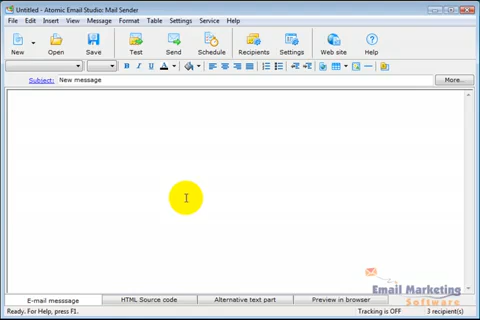 Untitled - Atomic Email Studio: Mail Sender
File Edit Insert View Message Format Table Settings Service Help
New Open Save Test Send Schedule Recipients Settings Web site Help
B I U A
Subject: New message More...
Email Marketing
Software
E-mail messsage HTML Source code Alternative text part Preview in browser
Ready. For Help, press F1. Tracking is OFF 3 recipient(s)